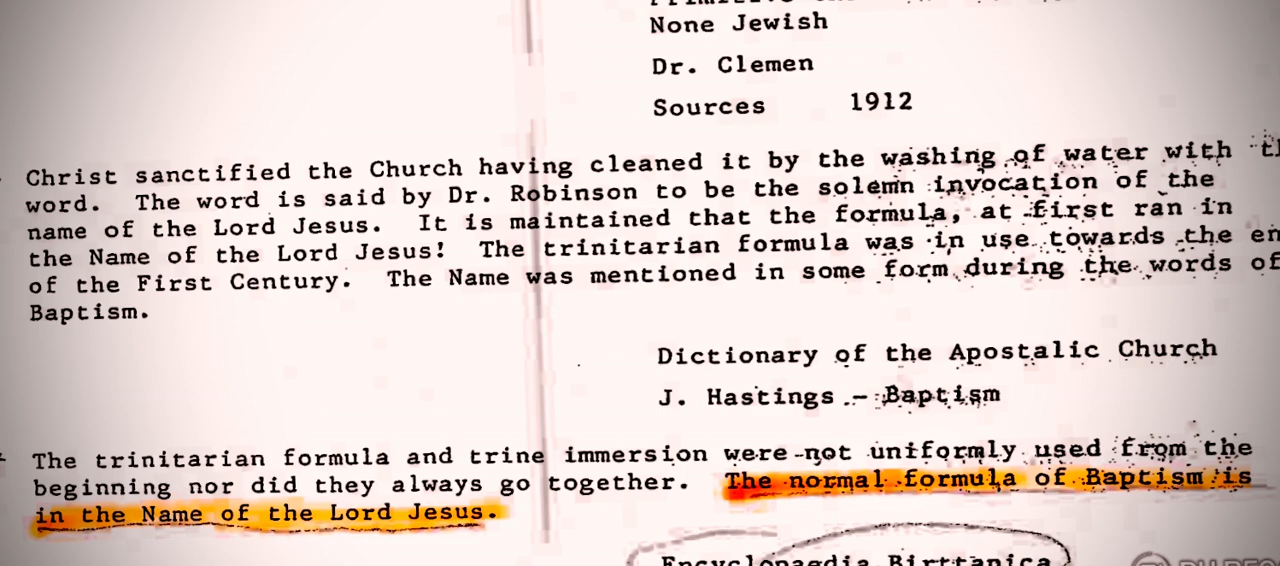 None Jewish
Dr. Clemen
Sources 1912
Christ sanctified the Church having cleaned it by the washing of water with
word. The word is said by Dr. Robinson to be the solemn invocation of the
name of the Lord Jesus. It is maintained that the formula, at first ran in
the Name of the Lord Jesus! The trinitarian formula was in use towards the
of the First Century. The Name was mentioned in some form during the words of
Baptism.
Dictionary of the Apostalic Church
J. Hastings - Baptism
The trinitarian formula and trine immersion were not uniformly used from the
beginning nor did they always go together. The normal formula of Baptism is
in the Name of the Lord Jesus.
Encyclopaedia Birttanica